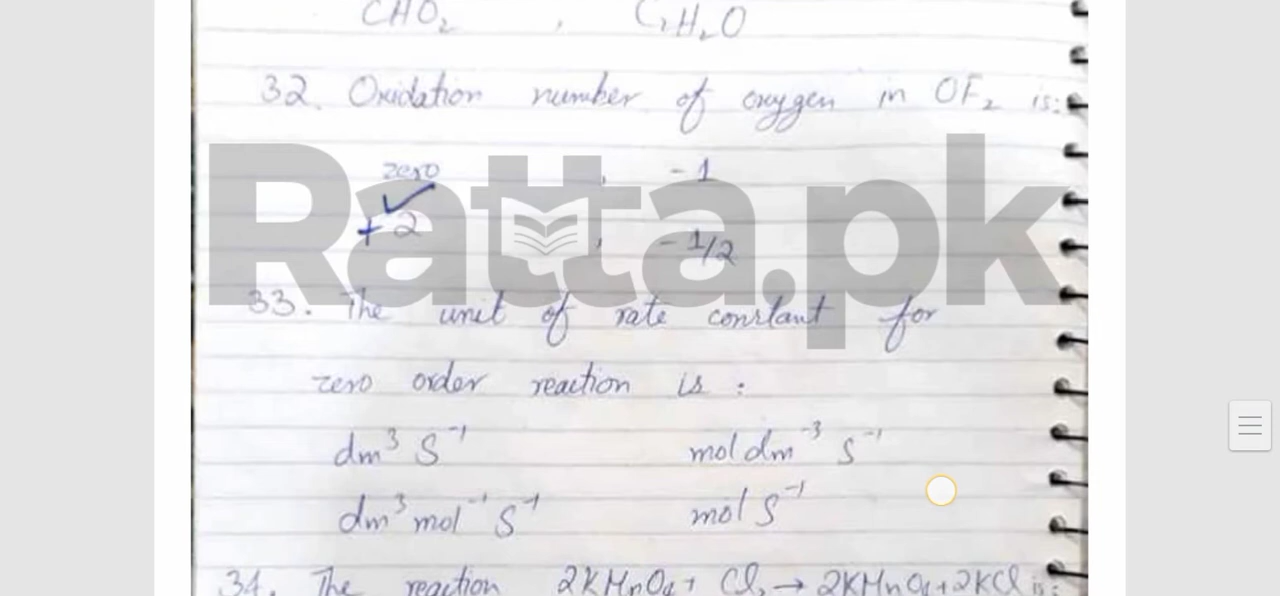 CHO₂ , C₂H₂O
32. Oxidation number of oxygen in OF₂ is:
zero , -1
+2 , -1/2
Ratta.pk
33. The unit of rate constant for
zero order reaction is :
dm³ S⁻¹ mol dm⁻³ S⁻¹
dm³ mol⁻¹ S⁻¹ mol S⁻¹
34. The reaction 2KMnO₄ + Cl₂ → 2KMnO₄ + 2KCl is: